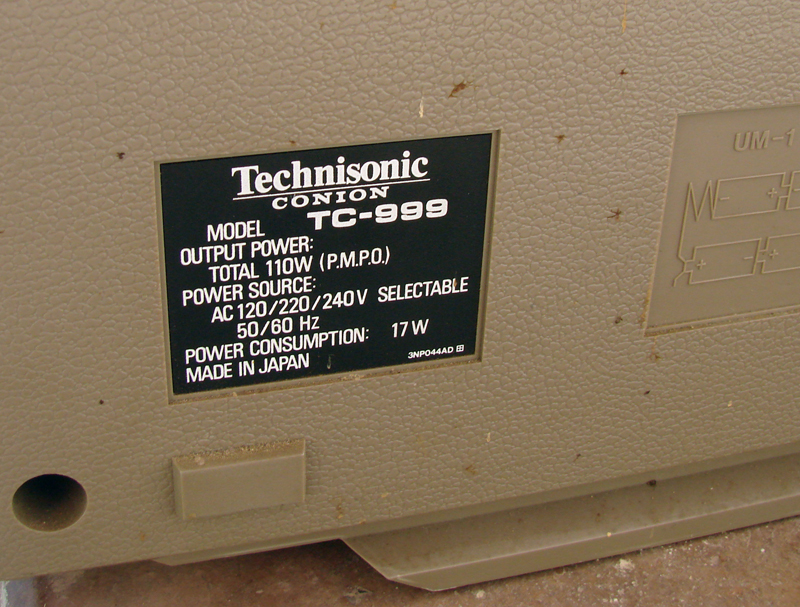 Technisonic
CONION
MODEL TC-999
OUTPUT POWER:
TOTAL 110W (P.M.P.O.)
POWER SOURCE:
AC 120/220/240V SELECTABLE
50/60 Hz
POWER CONSUMPTION: 17W
MADE IN JAPAN
3NP044AD
UM-1